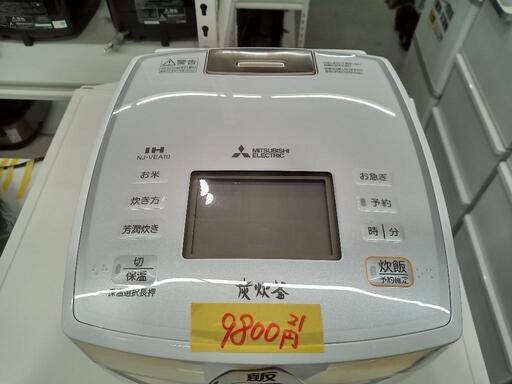 警告
IH
NJ-VEA10
MITSUBISHI
ELECTRIC
お米
お急ぎ
炊き方
予約
芳潤炊き
時 分
切
保温
保温選択長押
炊飯
予約確定
炭炊釜
21
9800円
飯